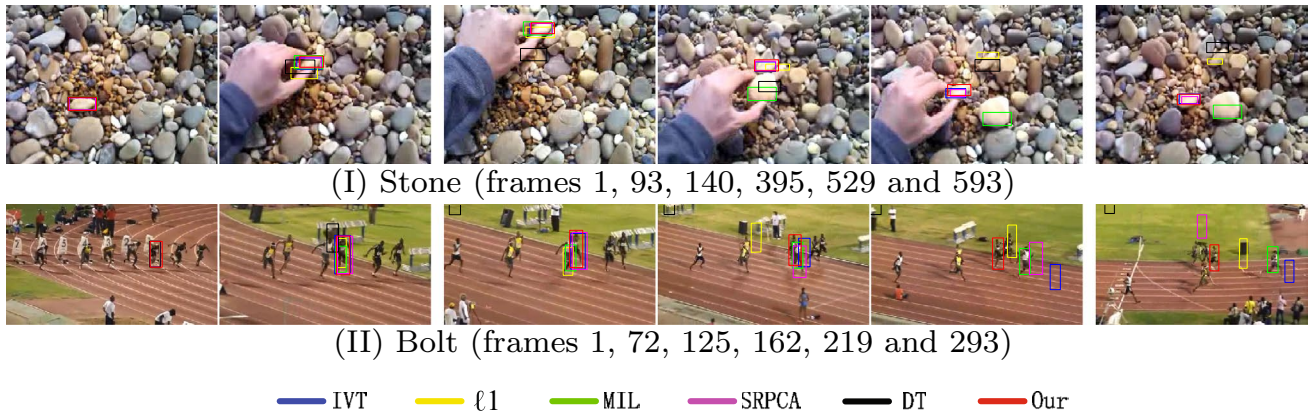 (I) Stone (frames 1, 93, 140, 395, 529 and 593)
(II) Bolt (frames 1, 72, 125, 162, 219 and 293)
IVT ℓ1 MIL SRPCA DT Our